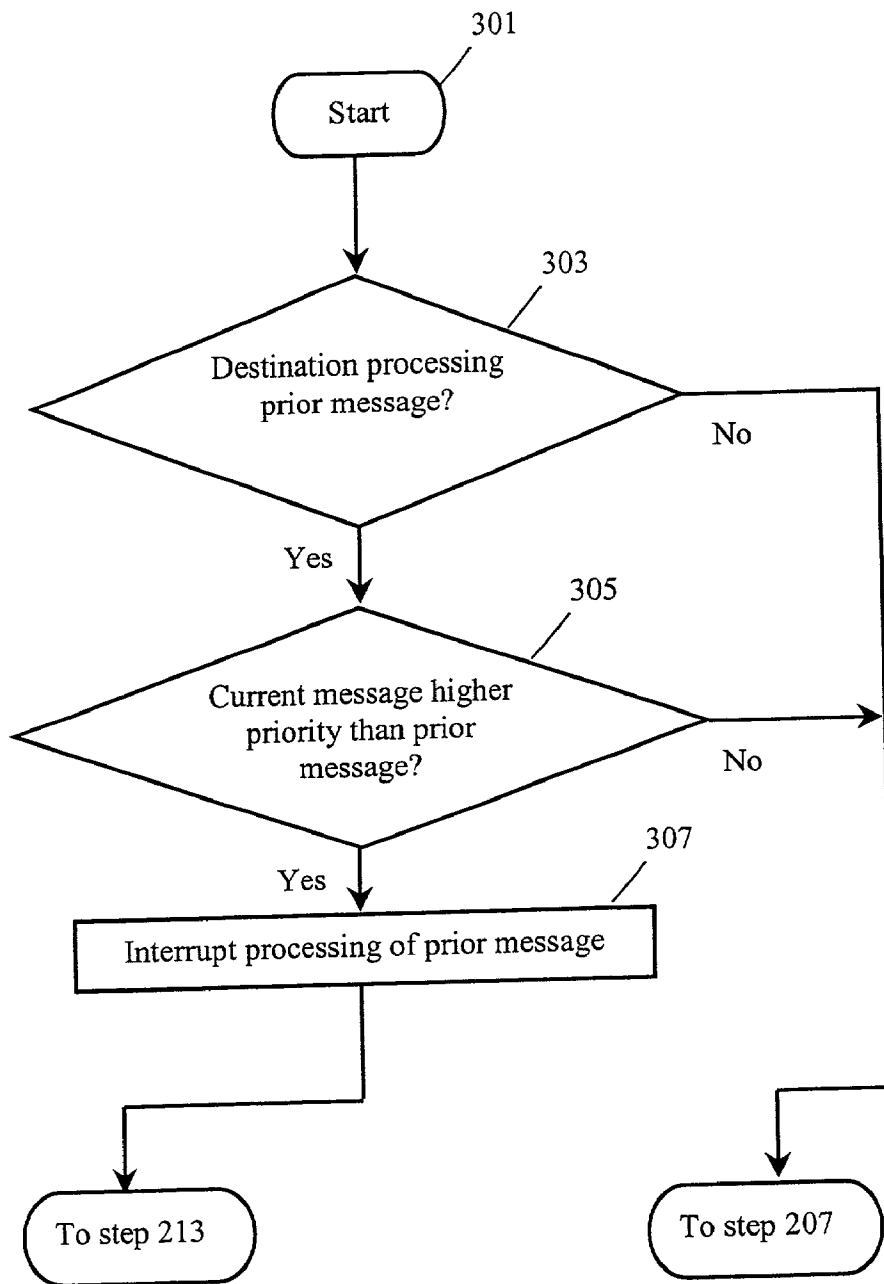 301
Start
303
Destination processing
prior message?
No
Yes
305
Current message higher
priority than prior
message?
No
Yes
307
Interrupt processing of prior message
To step 213
To step 207